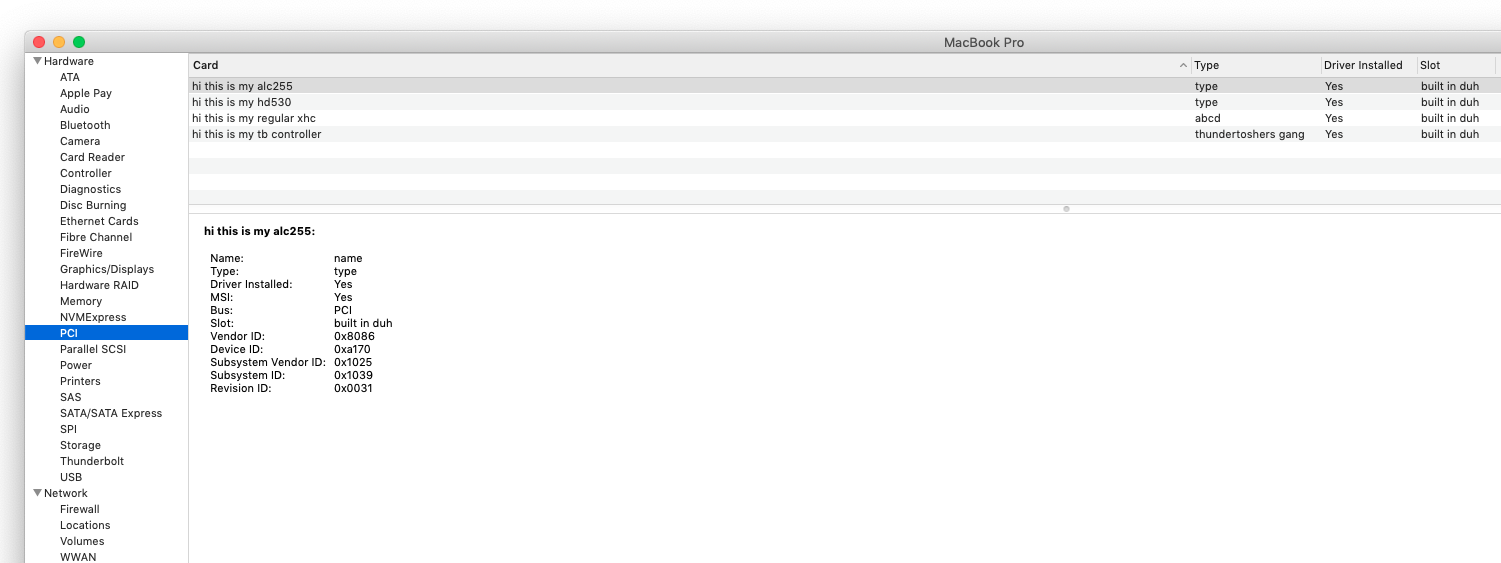 MacBook Pro
Hardware
ATA
Apple Pay
Audio
Bluetooth
Camera
Card Reader
Controller
Diagnostics
Disc Burning
Ethernet Cards
Fibre Channel
FireWire
Graphics/Displays
Hardware RAID
Memory
NVMExpress
PCI
Parallel SCSI
Power
Printers
SAS
SATA/SATA Express
SPI
Storage
Thunderbolt
USB
Network
Firewall
Locations
Volumes
WWAN
Card Type Driver Installed Slot
hi this is my alc255 type Yes built in duh
hi this is my hd530 type Yes built in duh
hi this is my regular xhc abcd Yes built in duh
hi this is my tb controller thundertoshers gang Yes built in duh
hi this is my alc255:
Name: name
Type: type
Driver Installed: Yes
MSI: Yes
Bus: PCI
Slot: built in duh
Vendor ID: 0x8086
Device ID: 0xa170
Subsystem Vendor ID: 0x1025
Subsystem ID: 0x1039
Revision ID: 0x0031